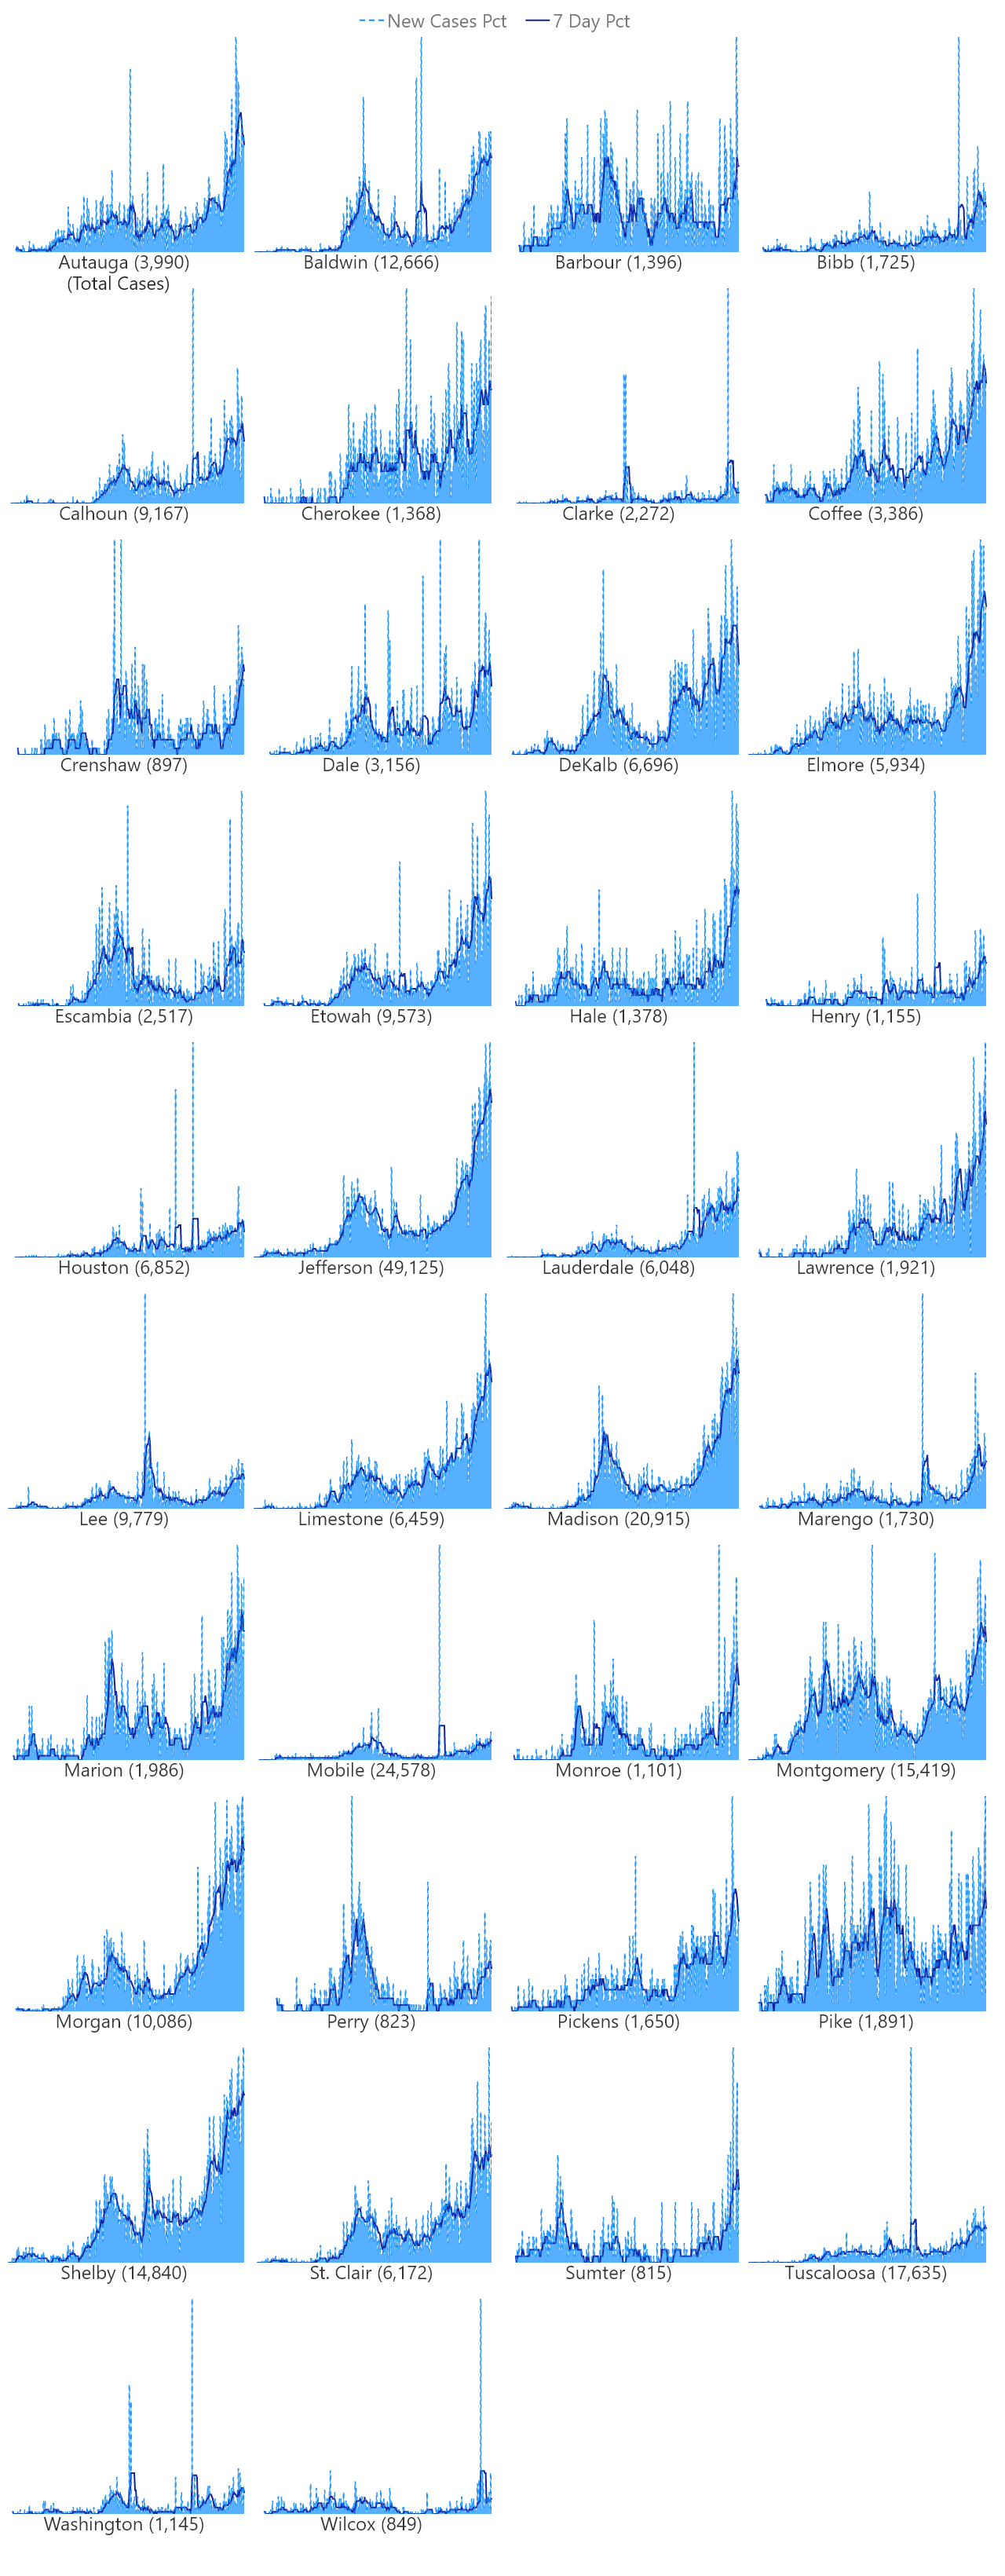 New Cases Pct 7 Day Pct
Autauga (3,990) Baldwin (12,666) Barbour (1,396) Bibb (1,725)
(Total Cases)
Calhoun (9,167) Cherokee (1,368) Clarke (2,272) Coffee (3,386)
Crenshaw (897) Dale (3,156) DeKalb (6,696) Elmore (5,934)
Escambia (2,517) Etowah (9,573) Hale (1,378) Henry (1,155)
Houston (6,852) Jefferson (49,125) Lauderdale (6,048) Lawrence (1,921)
Lee (9,779) Limestone (6,459) Madison (20,915) Marengo (1,730)
Marion (1,986) Mobile (24,578) Monroe (1,101) Montgomery (15,419)
Morgan (10,086) Perry (823) Pickens (1,650) Pike (1,891)
Shelby (14,840) St. Clair (6,172) Sumter (815) Tuscaloosa (17,635)
Washington (1,145) Wilcox (849)